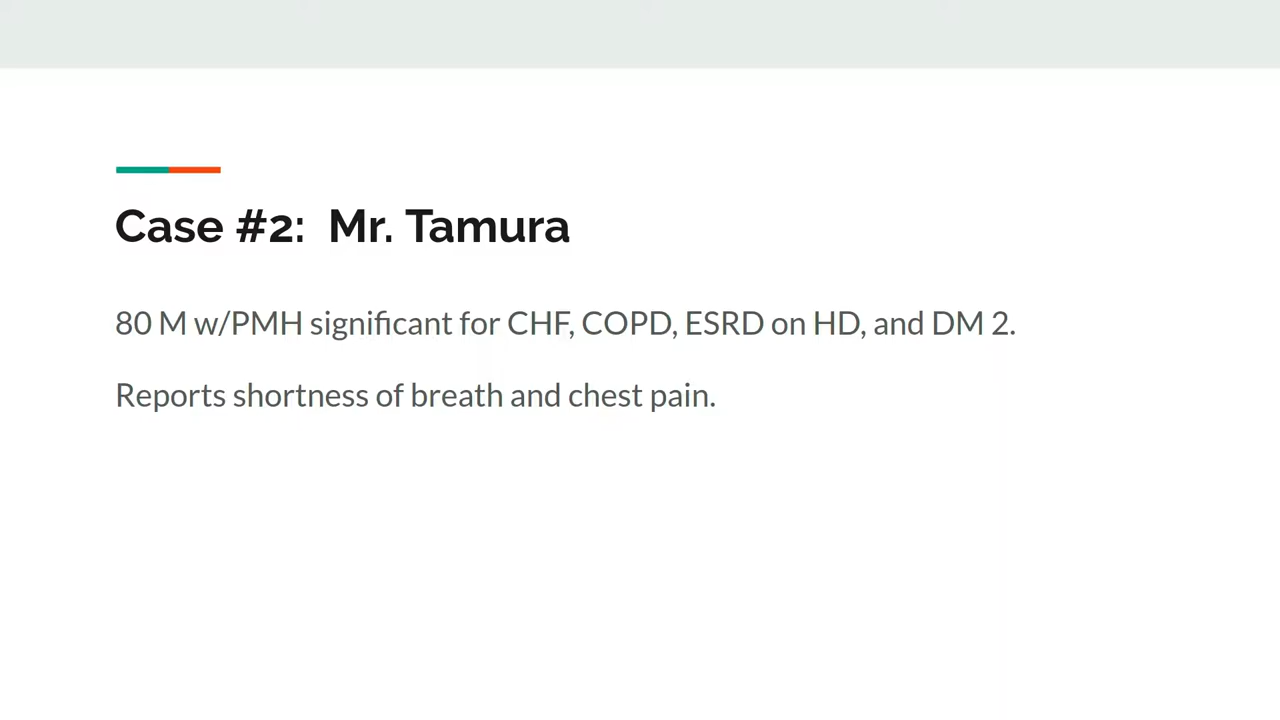 Case #2: Mr. Tamura
80 M w/PMH significant for CHF, COPD, ESRD on HD, and DM 2.
Reports shortness of breath and chest pain.